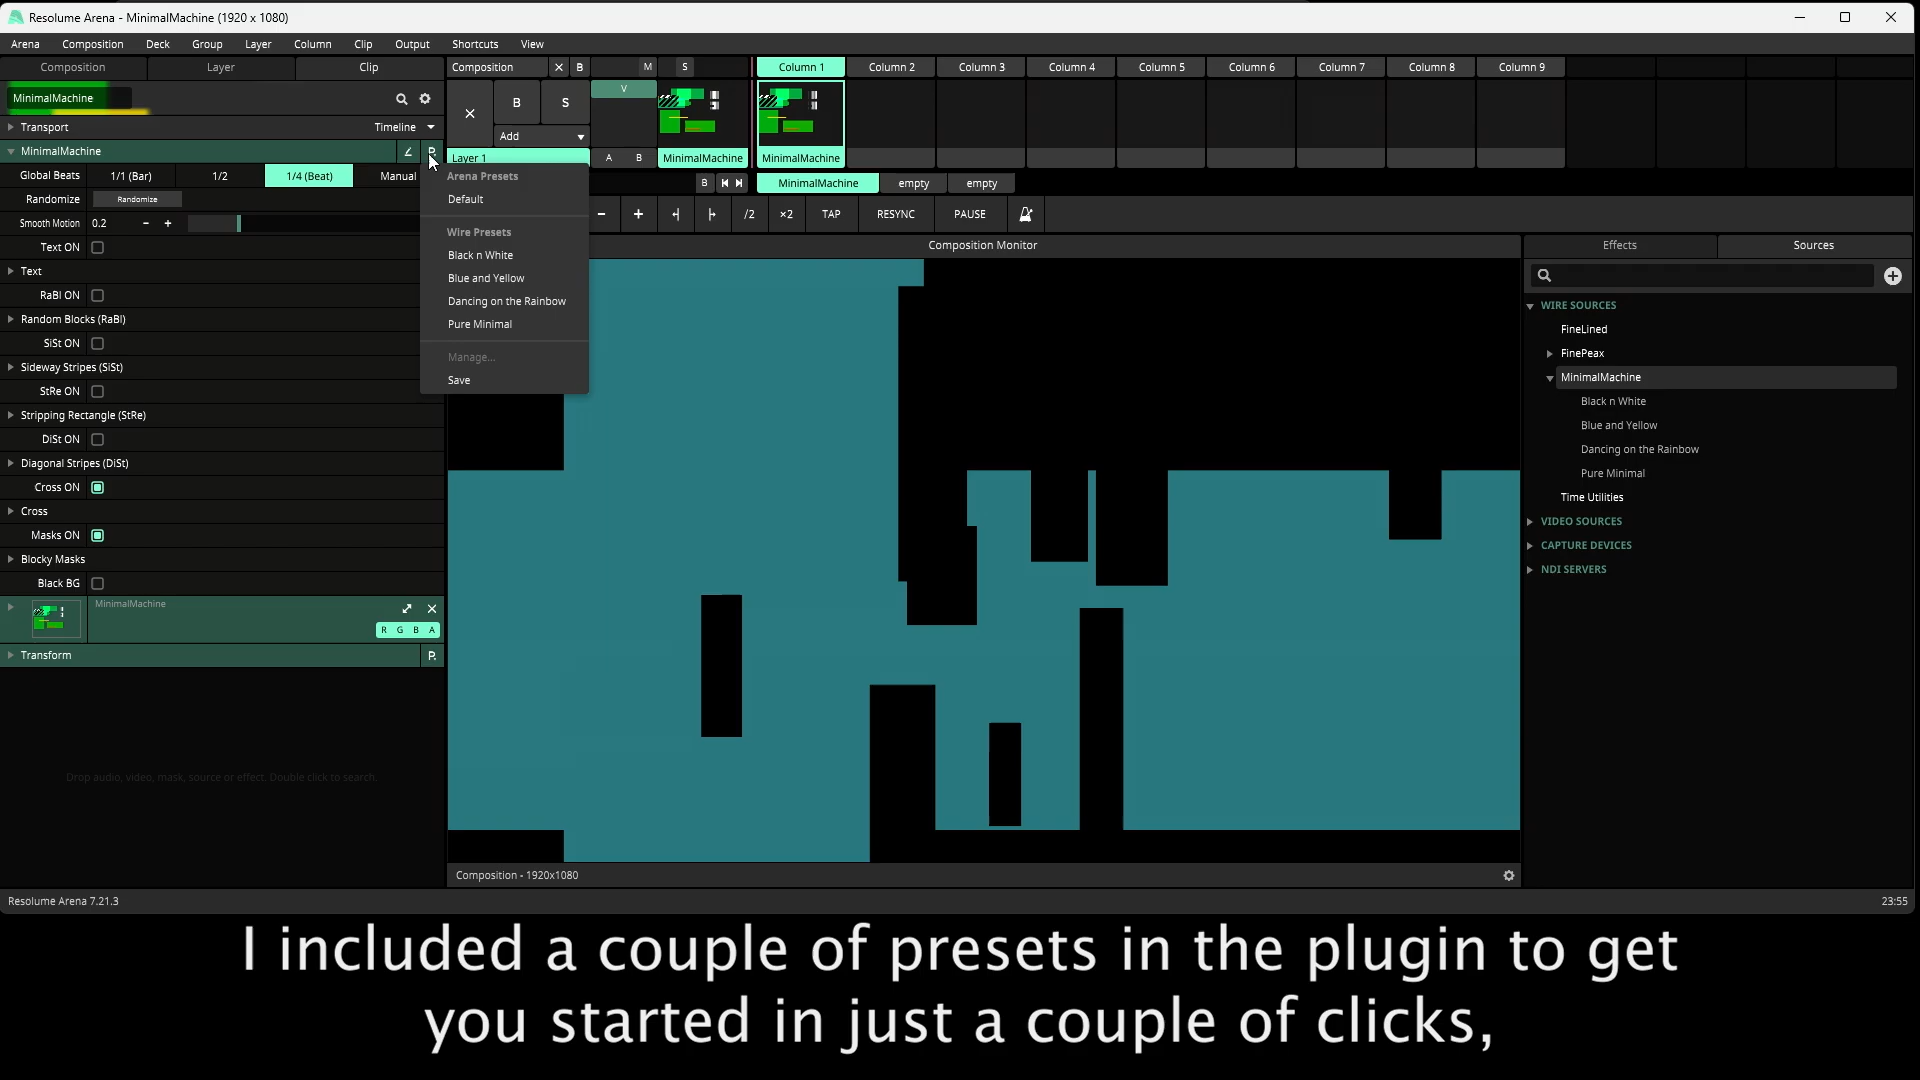 Resolume Arena - MinimalMachine (1920 x 1080)
Arena Composition Deck Group Layer Column Clip Output Shortcuts View
Composition Layer Clip
MinimalMachine
Transport Timeline
MinimalMachine P.
Global Beats 1/1 (Bar) 1/2 1/4 (Beat) Manual
Randomize Randomize
Smooth Motion 0.2 - +
Text ON
Text
RaBl ON
Random Blocks (RaBl)
SiSt ON
Sideway Stripes (SiSt)
StRe ON
Stripping Rectangle (StRe)
DiSt ON
Diagonal Stripes (DiSt)
Cross ON
Cross
Masks ON
Blocky Masks
Black BG
MinimalMachine
R G B A
Transform P.
Drop audio, video, mask, source or effect. Double click to search.
Composition X B M S
Column 1 Column 2 Column 3 Column 4 Column 5 Column 6 Column 7 Column 8 Column 9
X B S V
Add
Layer 1 A B MinimalMachine MinimalMachine
B MinimalMachine empty empty
- + /2 ×2 TAP RESYNC PAUSE
Arena Presets
Default
Wire Presets
Black n White
Blue and Yellow
Dancing on the Rainbow
Pure Minimal
Manage...
Save
Composition Monitor
Composition - 1920x1080
Effects Sources
WIRE SOURCES
FineLined
FinePeax
MinimalMachine
Black n White
Blue and Yellow
Dancing on the Rainbow
Pure Minimal
Time Utilities
VIDEO SOURCES
CAPTURE DEVICES
NDI SERVERS
Resolume Arena 7.21.3 23:55
I included a couple of presets in the plugin to get
you started in just a couple of clicks,